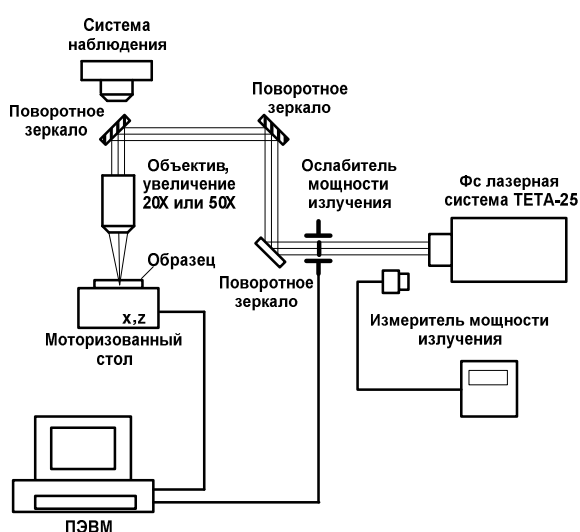 Система
наблюдения
Поворотное
зеркало
Поворотное
зеркало
Объектив,
увеличение
20X или 50X
Ослабитель
мощности
излучения
Фс лазерная
система ТЕТА-25
Образец
x,z
Моторизованный
стол
Поворотное
зеркало
Измеритель мощности
излучения
ПЭВМ